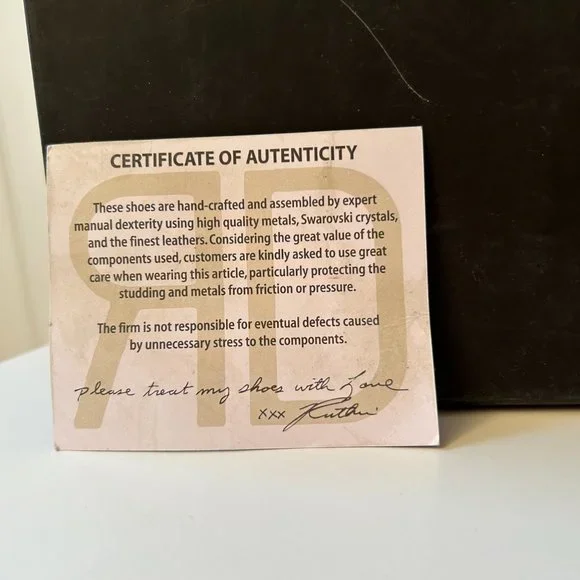 CERTIFICATE OF AUTENTICITY
These shoes are hand-crafted and assembled by expert
manual dexterity using high quality metals, Swarovski crystals,
and the finest leathers. Considering the great value of the
components used, customers are kindly asked to use great
care when wearing this article, particularly protecting the
studding and metals from friction or pressure.
The firm is not responsible for eventual defects caused
by unnecessary stress to the components.
please treat my shoes with Love
xxx Ruthie
RD